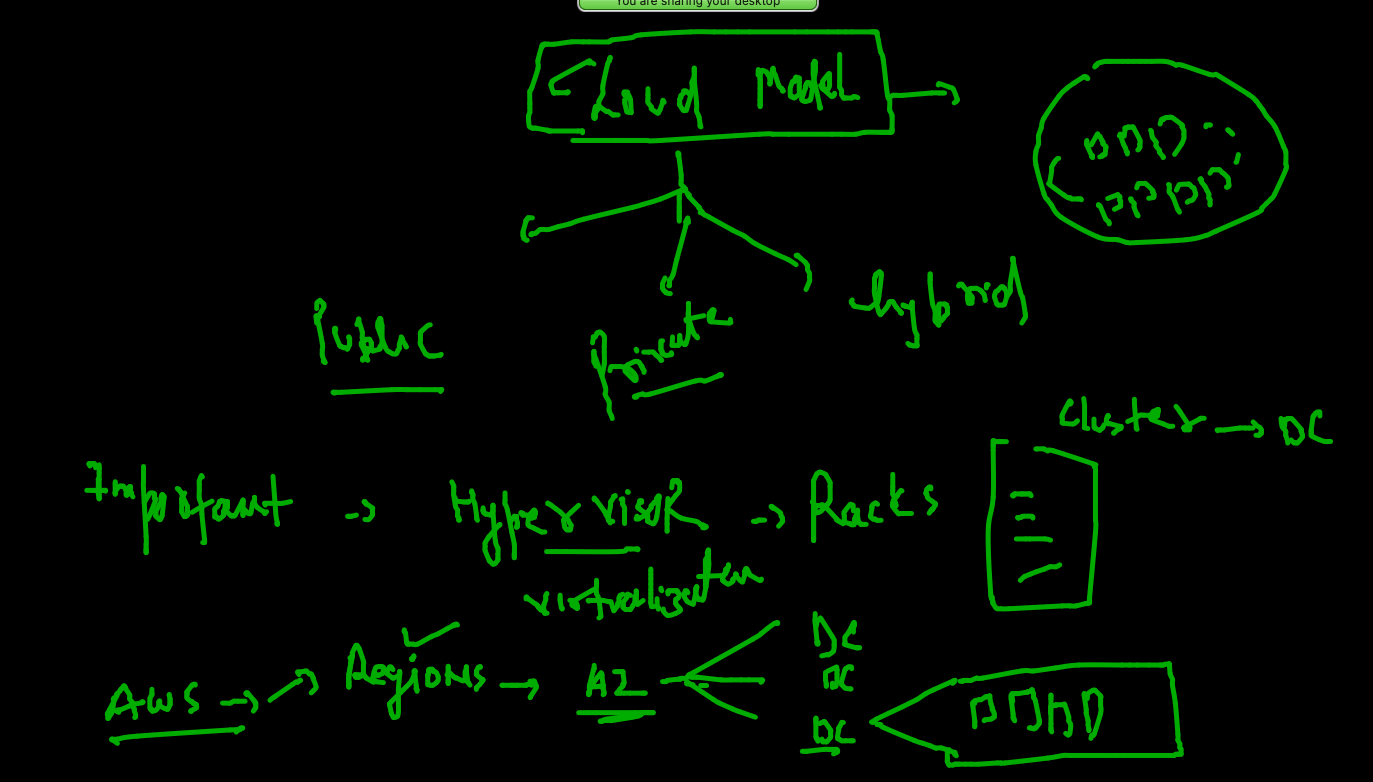 You are sharing your desktop
Cloud Model
hybrid
Public
Private
Cluster → DC
Important → Hypervisor → Racks
virtualization
DC
AWS → Regions → AZ
DC
DC